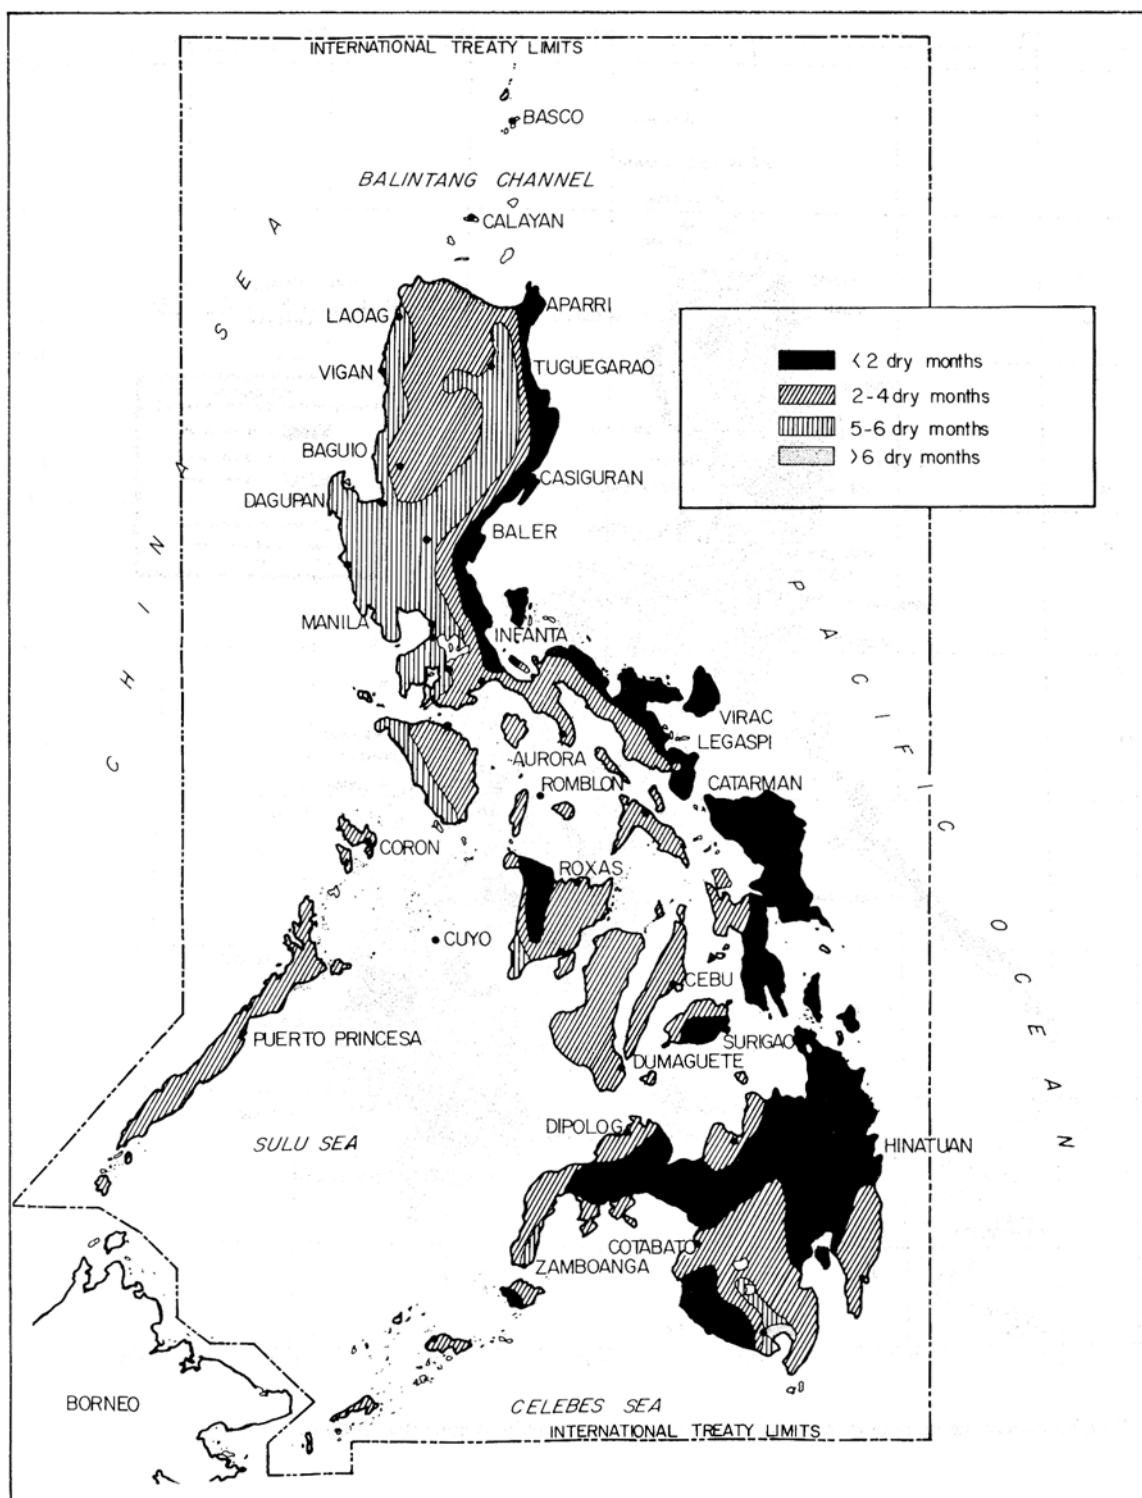 INTERNATIONAL TREATY LIMITS
BASCO
BALINTANG CHANNEL
CALAYAN
CHINA SEA
APARRI
LAOAG
< 2 dry months
VIGAN
TUGUEGARAO
2-4 dry months
5-6 dry months
BAGUIO
> 6 dry months
CASIGURAN
DAGUPAN
BALER
PACIFIC OCEAN
MANILA
INFANTA
VIRAC
LEGASPI
AURORA
ROMBLON
CATARMAN
CORON
ROXAS
CUYO
CEBU
PUERTO PRINCESA
SURIGAO
DUMAGUETE
DIPOLOG
SULU SEA
HINATUAN
COTABATO
ZAMBOANGA
BORNEO
CELEBES SEA
INTERNATIONAL TREATY LIMITS